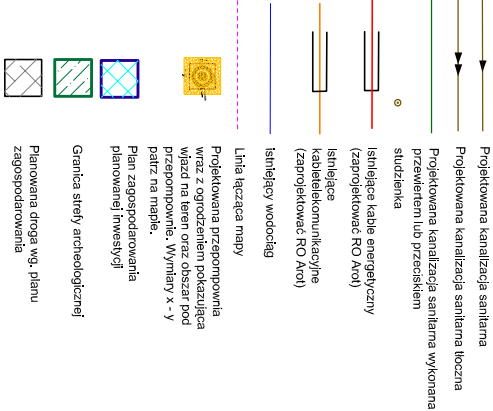 Projektowana kanalizacja sanitarna
Projektowana kanalizacja sanitarna tłoczna
Projektowana kanalizacja sanitarna wykonana
przewiertem lub przeciskiem
studzienka
Istniejące kable energetyczny
(zaprojektować RO Arot)
istniejące
kabletelekomunikacyjne
(zaprojektować RO Arot)
istniejący wodociąg
Linia łącząca mapy
Projektowana przepompownia
wraz z ogrodzeniem pokazująca
wjazd na teren oraz obszar pod
przepompownie. Wymiary x - y
patrz na mapie.
Plan zagospodarowania
planowanej inwestycji
Granica strefy archeologicznej
Planowana droga wg. planu
zagospodarowania